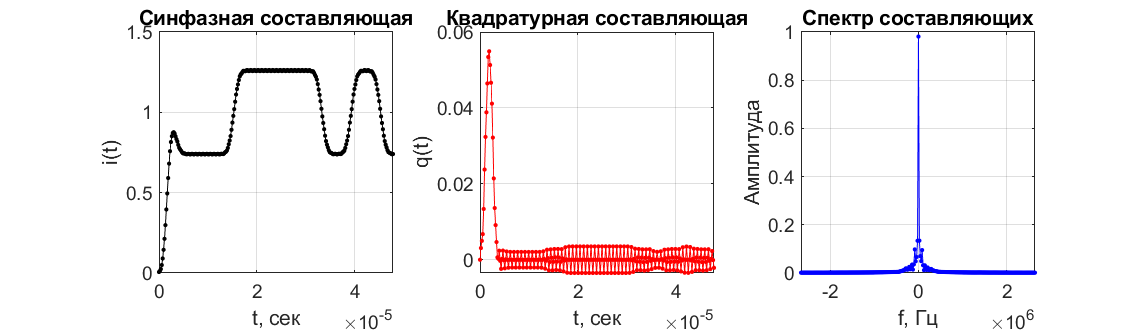 Синфазная составляющая
1.5
1
0.5
0
i(t)
0
2
4
t, сек
×10-5
Квадратурная составляющая
0.06
0.04
0.02
0
q(t)
0
2
4
t, сек
×10-5
Спектр составляющих
1
0.8
0.6
0.4
0.2
0
Амплитуда
-2
0
2
f, Гц
×106